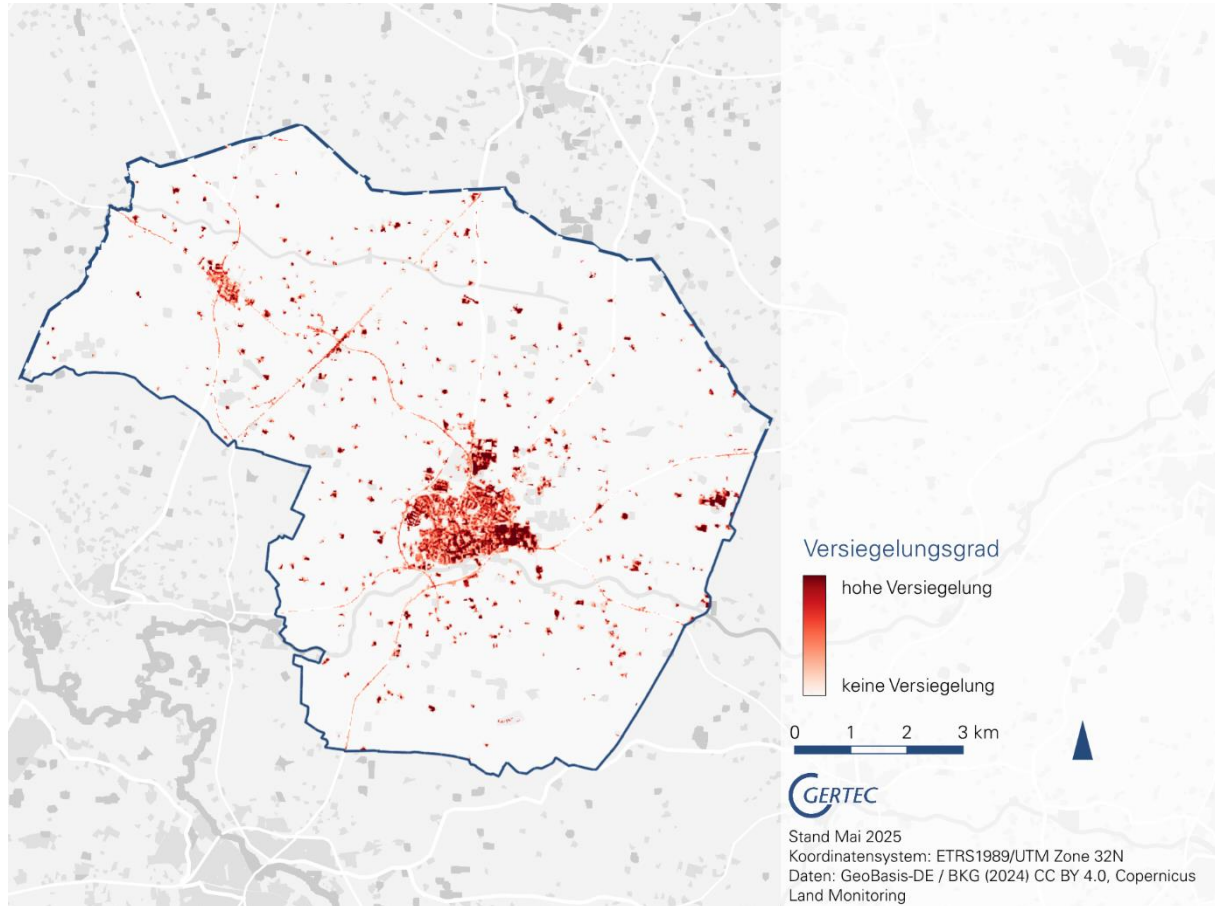 Versiegelungsgrad
hohe Versiegelung
keine Versiegelung
0 1 2 3 km
GERTEC
Stand Mai 2025
Koordinatensystem: ETRS1989/UTM Zone 32N
Daten: GeoBasis-DE / BKG (2024) CC BY 4.0, Copernicus
Land Monitoring